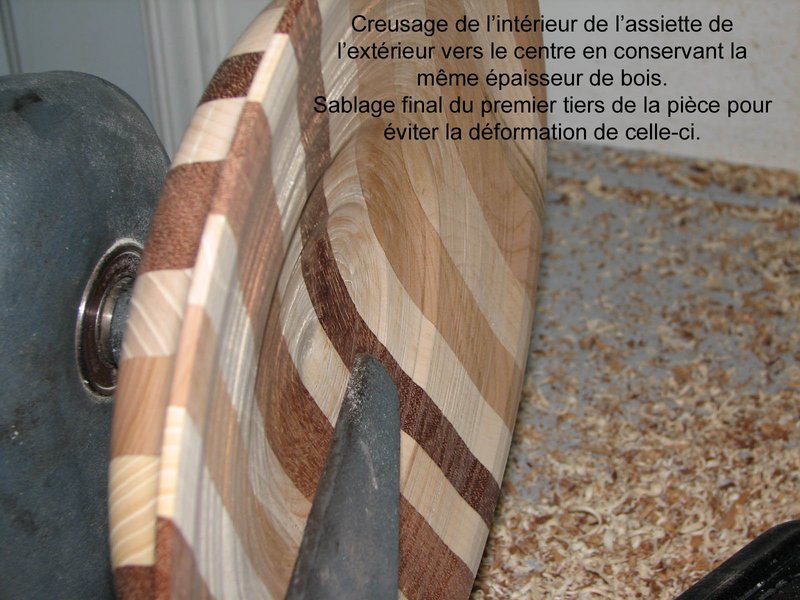 Creusage de l’intérieur de l’assiette de
l’extérieur vers le centre en conservant la
même épaisseur de bois.
Sablage final du premier tiers de la pièce pour
éviter la déformation de celle-ci.